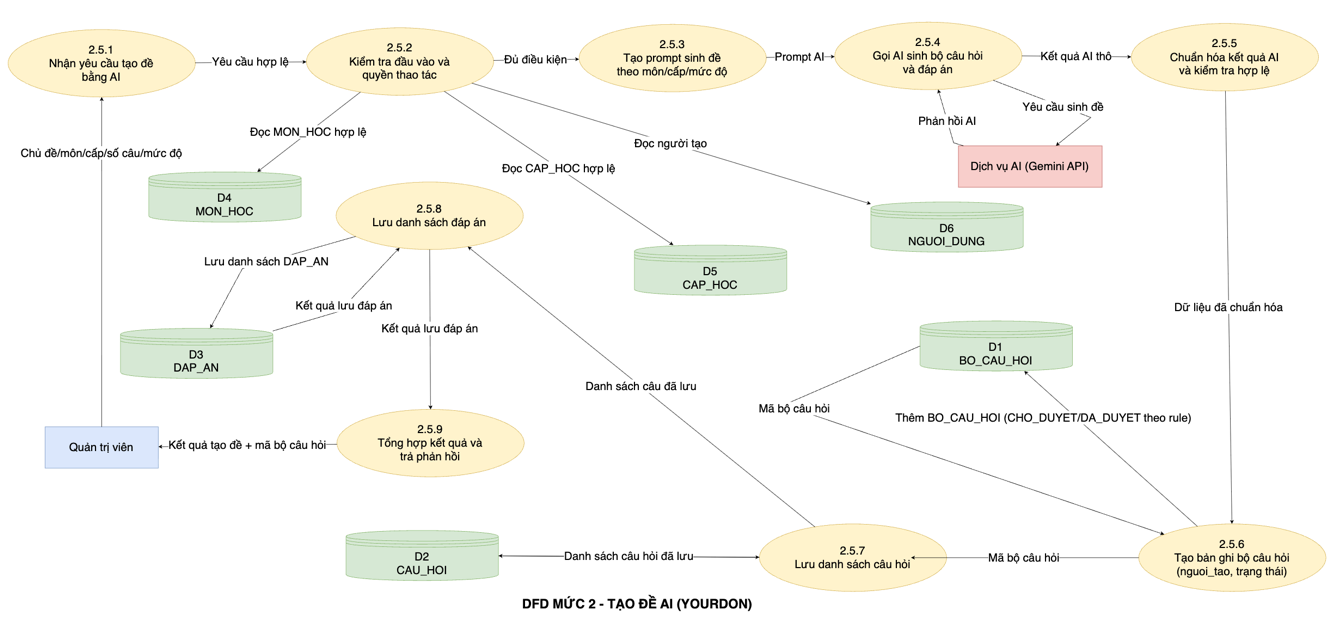 2.5.1
Nhận yêu cầu tạo đề
bằng AI
Yêu cầu hợp lệ
2.5.2
Kiểm tra đầu vào và
quyền thao tác
Đủ điều kiện
2.5.3
Tạo prompt sinh đề
theo môn/cấp/mức độ
Prompt AI
2.5.4
Gọi AI sinh bộ câu hỏi
và đáp án
Kết quả AI thô
2.5.5
Chuẩn hóa kết quả AI
và kiểm tra hợp lệ
Yêu cầu sinh đề
Phản hồi AI
Đọc MON_HOC hợp lệ
Đọc người tạo
Chủ đề/môn/cấp/số câu/mức độ
Đọc CAP_HOC hợp lệ
Dịch vụ AI (Gemini API)
D4
MON_HOC
2.5.8
Lưu danh sách đáp án
D6
NGUOI_DUNG
Lưu danh sách DAP_AN
D5
CAP_HOC
Kết quả lưu đáp án
Kết quả lưu đáp án
Dữ liệu đã chuẩn hóa
D3
DAP_AN
D1
BO_CAU_HOI
Danh sách câu đã lưu
Mã bộ câu hỏi
Thêm BO_CAU_HOI (CHO_DUYET/DA_DUYET theo rule)
Quản trị viên
Kết quả tạo đề + mã bộ câu hỏi
2.5.9
Tổng hợp kết quả và
trả phản hồi
D2
CAU_HOI
Danh sách câu hỏi đã lưu
2.5.7
Lưu danh sách câu hỏi
Mã bộ câu hỏi
2.5.6
Tạo bản ghi bộ câu hỏi
(nguoi_tao, trạng thái)
DFD MỨC 2 - TẠO ĐỀ AI (YOURDON)